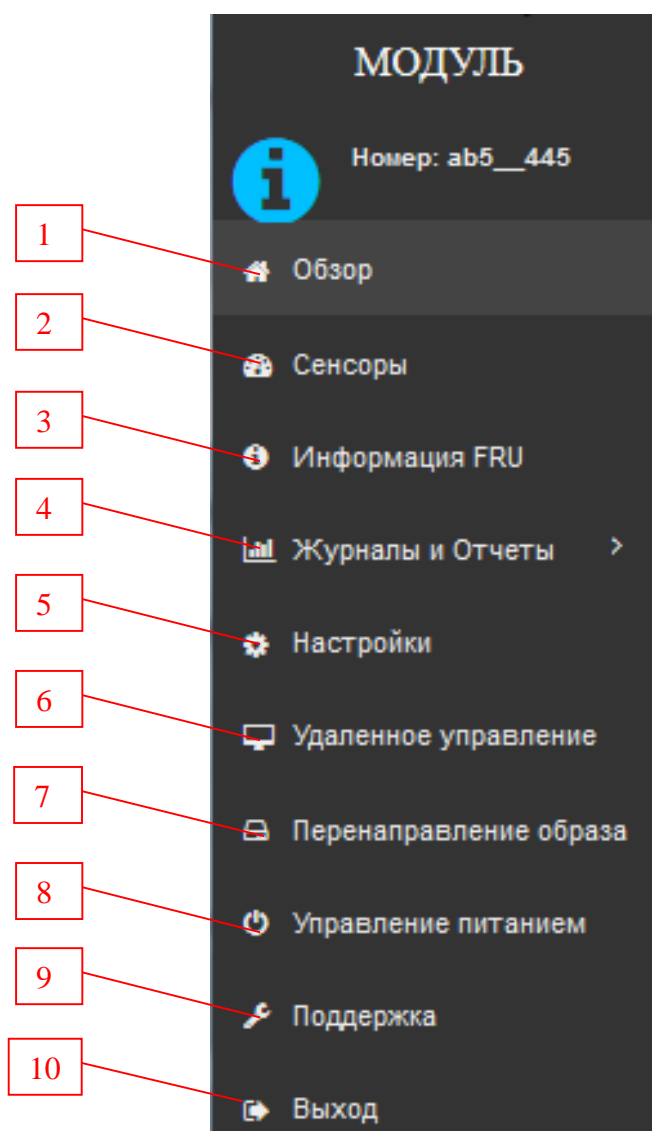 МОДУЛЬ
Номер: ab5__445
1
Обзор
2
Сенсоры
3
Информация FRU
4
Журналы и Отчеты >
5
Настройки
6
Удаленное управление
7
Перенаправление образа
8
Управление питанием
9
Поддержка
10
Выход